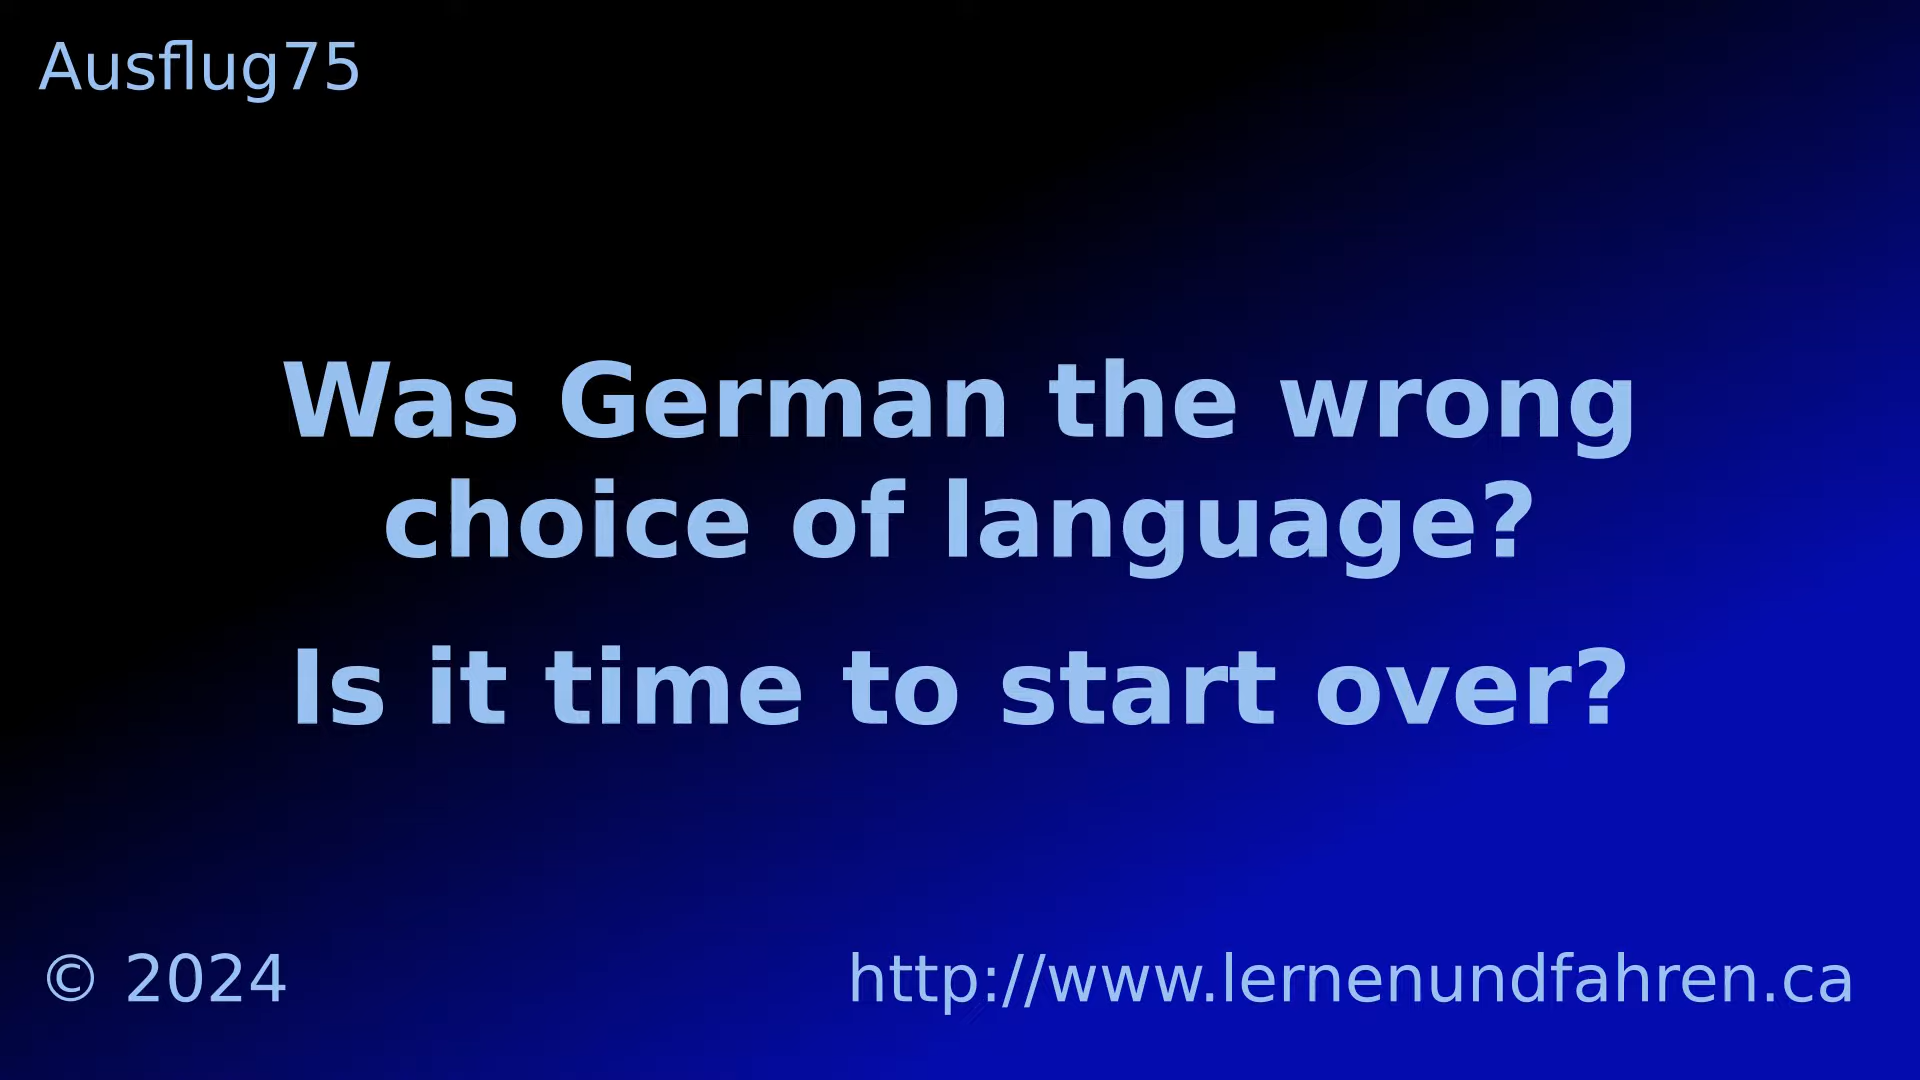 Ausflug75
Was German the wrong
choice of language?
Is it time to start over?
© 2024
http://www.lernenundfahren.ca